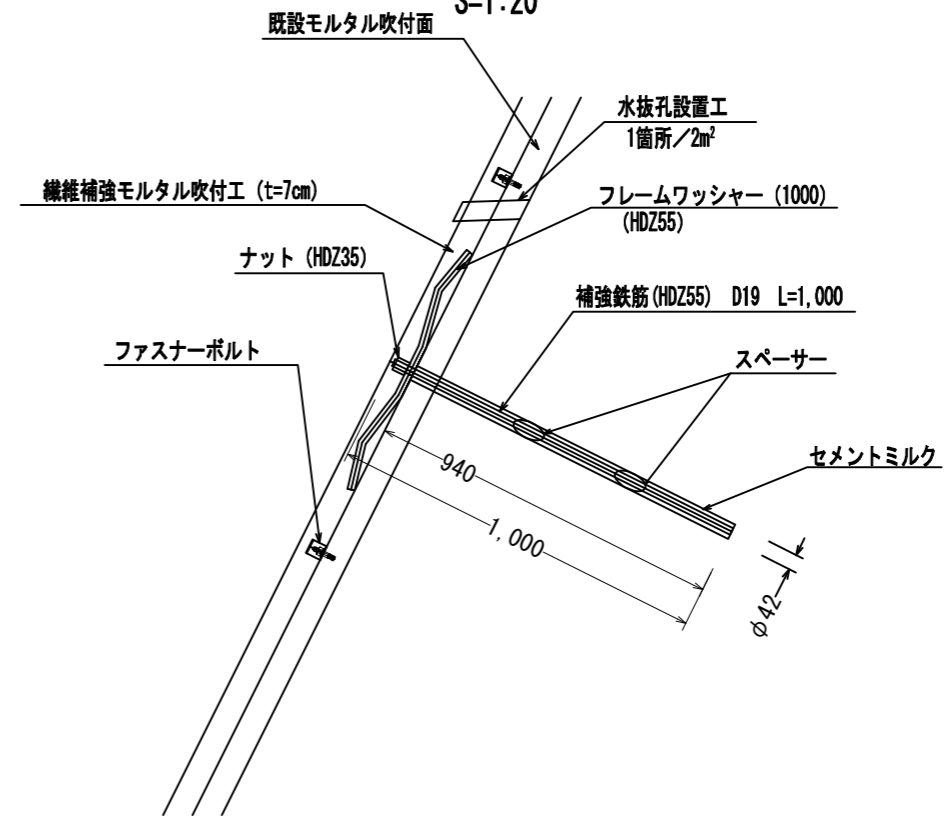 S=1:20
既設モルタル吹付面
水抜孔設置工
1箇所／2m²
繊維補強モルタル吹付工 (t=7cm)
フレームワッシャー (1000)
(HDZ55)
ナット (HDZ35)
補強鉄筋(HDZ55) D19 L=1,000
ファスナーボルト
スペーサー
セメントミルク
940
1,000
φ42